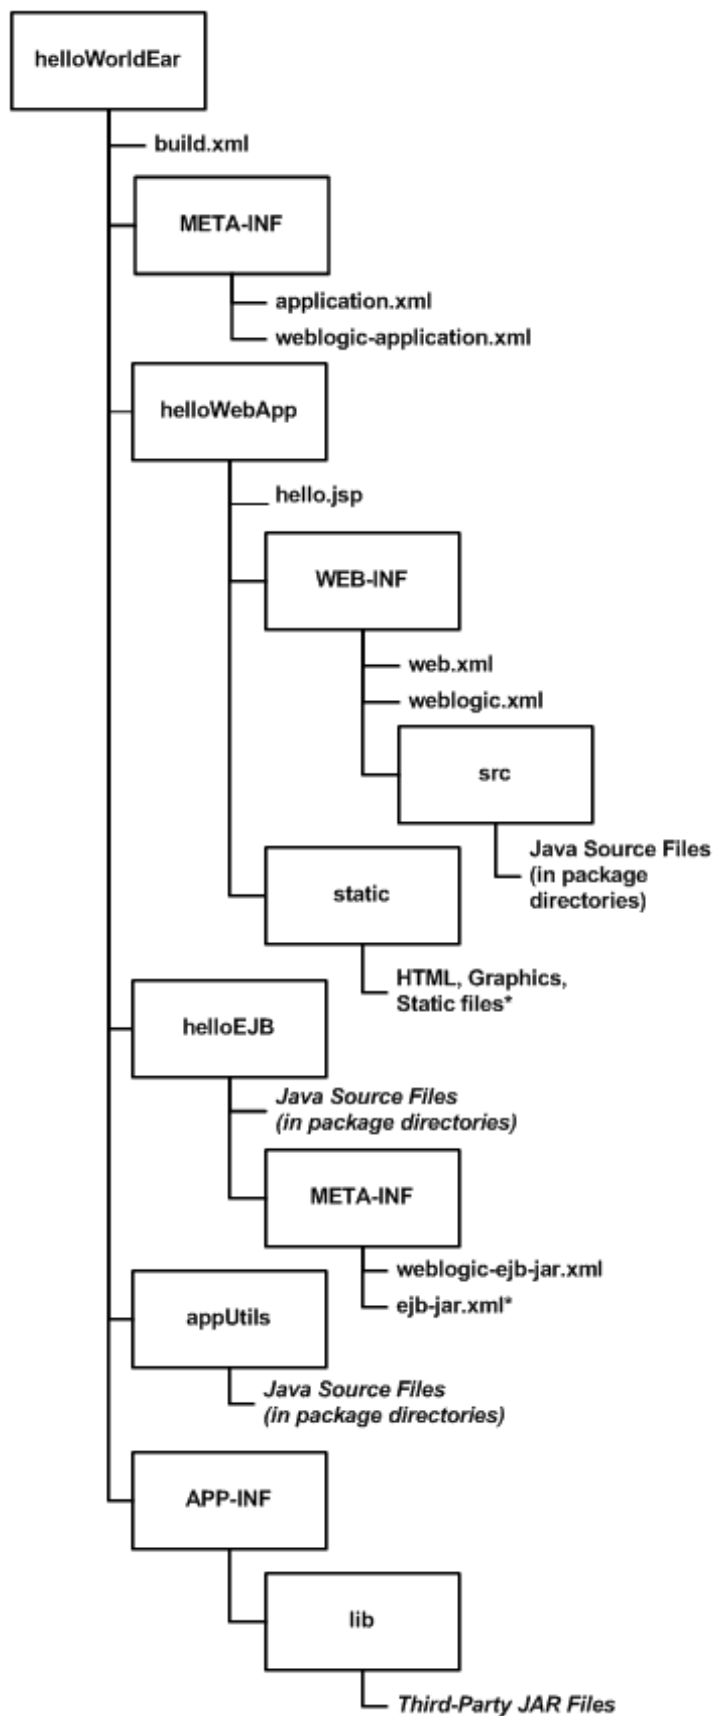 helloWorldEar
build.xml
META-INF
application.xml
weblogic-application.xml
helloWebApp
hello.jsp
WEB-INF
web.xml
weblogic.xml
src
Java Source Files
(in package
directories)
static
HTML, Graphics,
Static files*
helloEJB
Java Source Files
(in package directories)
META-INF
weblogic-ejb-jar.xml
ejb-jar.xml*
appUtils
Java Source Files
(in package directories)
APP-INF
lib
Third-Party JAR Files